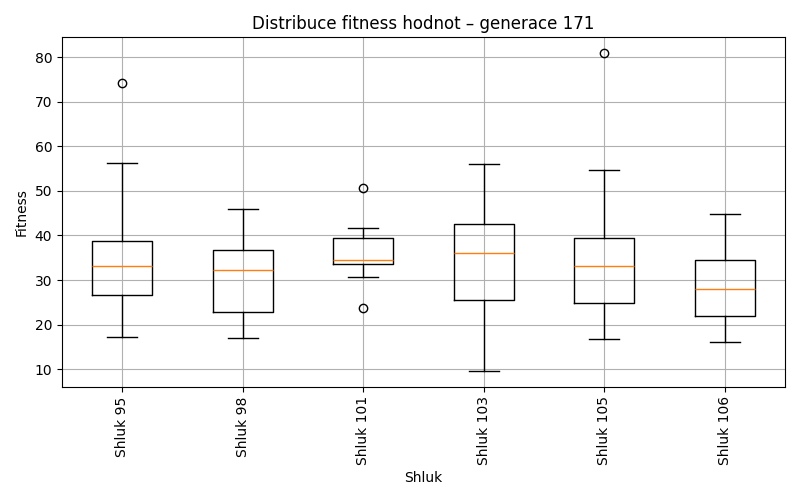 Distribuce fitness hodnot – generace 171
Fitness
80
70
60
50
40
30
20
10
Shluk 95
Shluk 98
Shluk 101
Shluk 103
Shluk 105
Shluk 106
Shluk